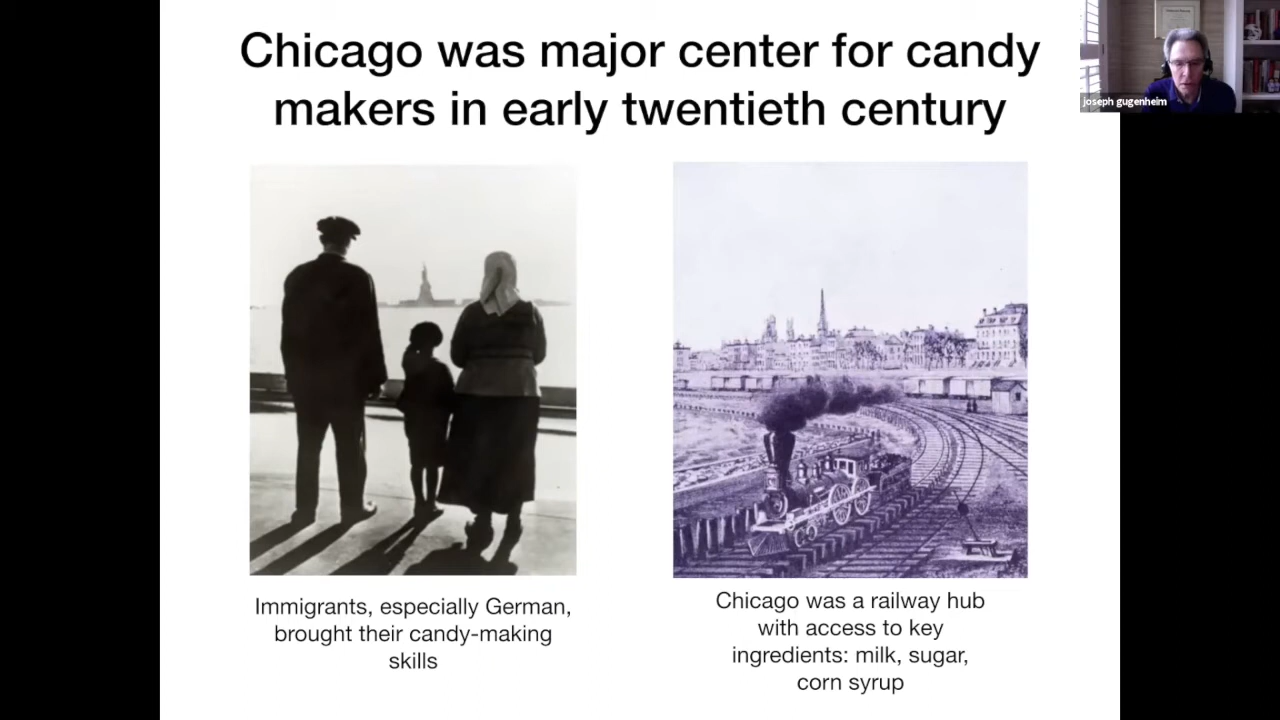 Chicago was major center for candy
makers in early twentieth century
joseph gugenheim
Immigrants, especially German,
brought their candy-making
skills
Chicago was a railway hub
with access to key
ingredients: milk, sugar,
corn syrup